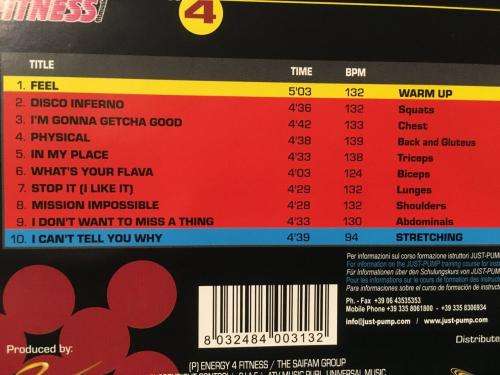 FITNESS
4
TITLE TIME BPM
1. FEEL 5'03 132 WARM UP
2. DISCO INFERNO 4'36 132 Squats
3. I'M GONNA GETCHA GOOD 4'42 133 Chest
4. PHYSICAL 4'38 139 Back and Gluteus
5. IN MY PLACE 4'33 138 Triceps
6. WHAT'S YOUR FLAVA 4'03 124 Biceps
7. STOP IT (I LIKE IT) 4'29 132 Lunges
8. MISSION IMPOSSIBLE 4'28 132 Shoulders
9. I DON'T WANT TO MISS A THING 4'33 130 Abdominals
10. I CAN'T TELL YOU WHY 4'39 94 STRETCHING
Per informazioni sul corso formazione istruttori JUST-PUMP
For information on the JUST-PUMP training course for
Für Informationen über den Schulungskurs von JUST-PUMP
Pour les informations sur le cours de formation de
Para informaciones sobre el curso de formación de
Ph. - Fax +39 06 43535353
Mobile Phone +39 335 8061800 - +39 335 8306934
info@just-pump.com / www.just-pump.com
8 032484 003132
Produced by:
Distribute
(P) ENERGY 4 FITNESS / THE SAIFAM GROUP
MUSIC PUMP, UNIVERSAL MUSIC